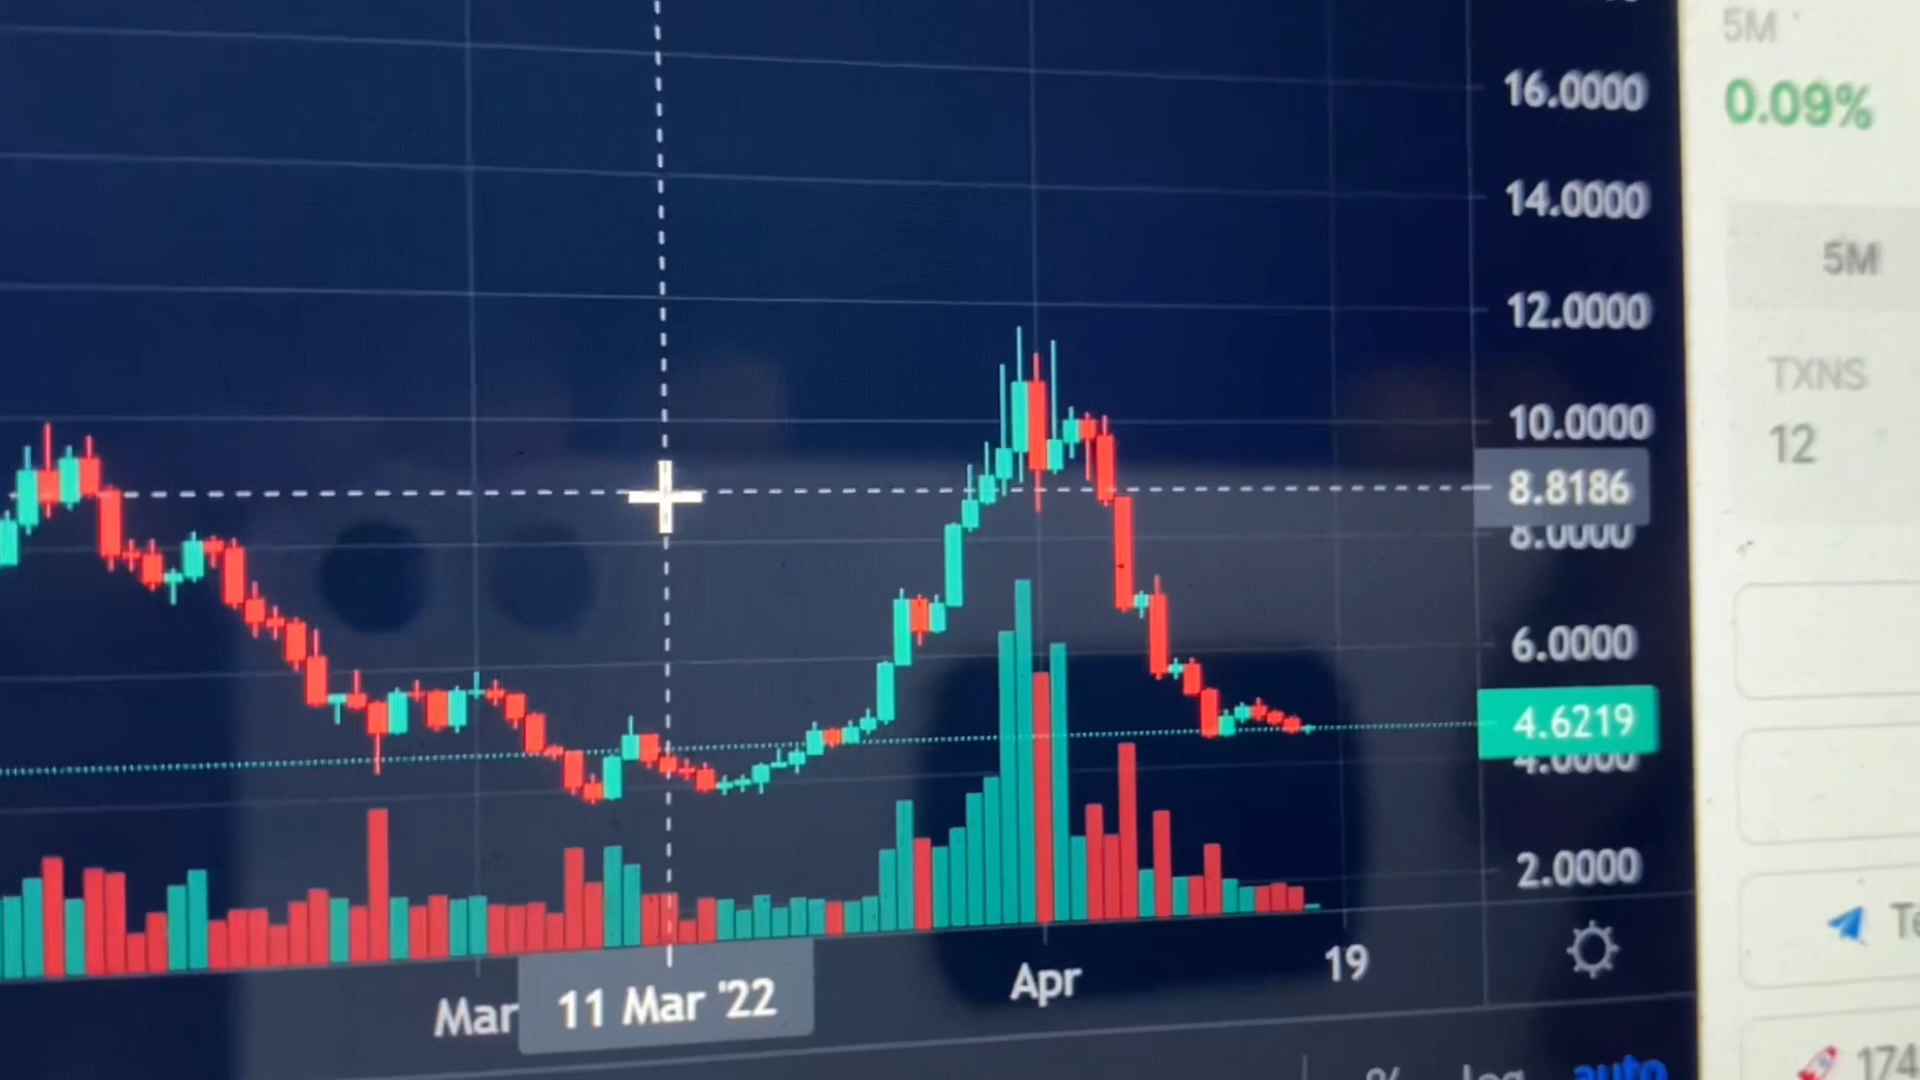 5M
0.09%
16.0000
14.0000
12.0000
10.0000
8.8186
8.0000
6.0000
4.6219
4.0000
2.0000
5M
TXNS
12
Mar
11 Mar '22
Apr
19
%
log
auto
174